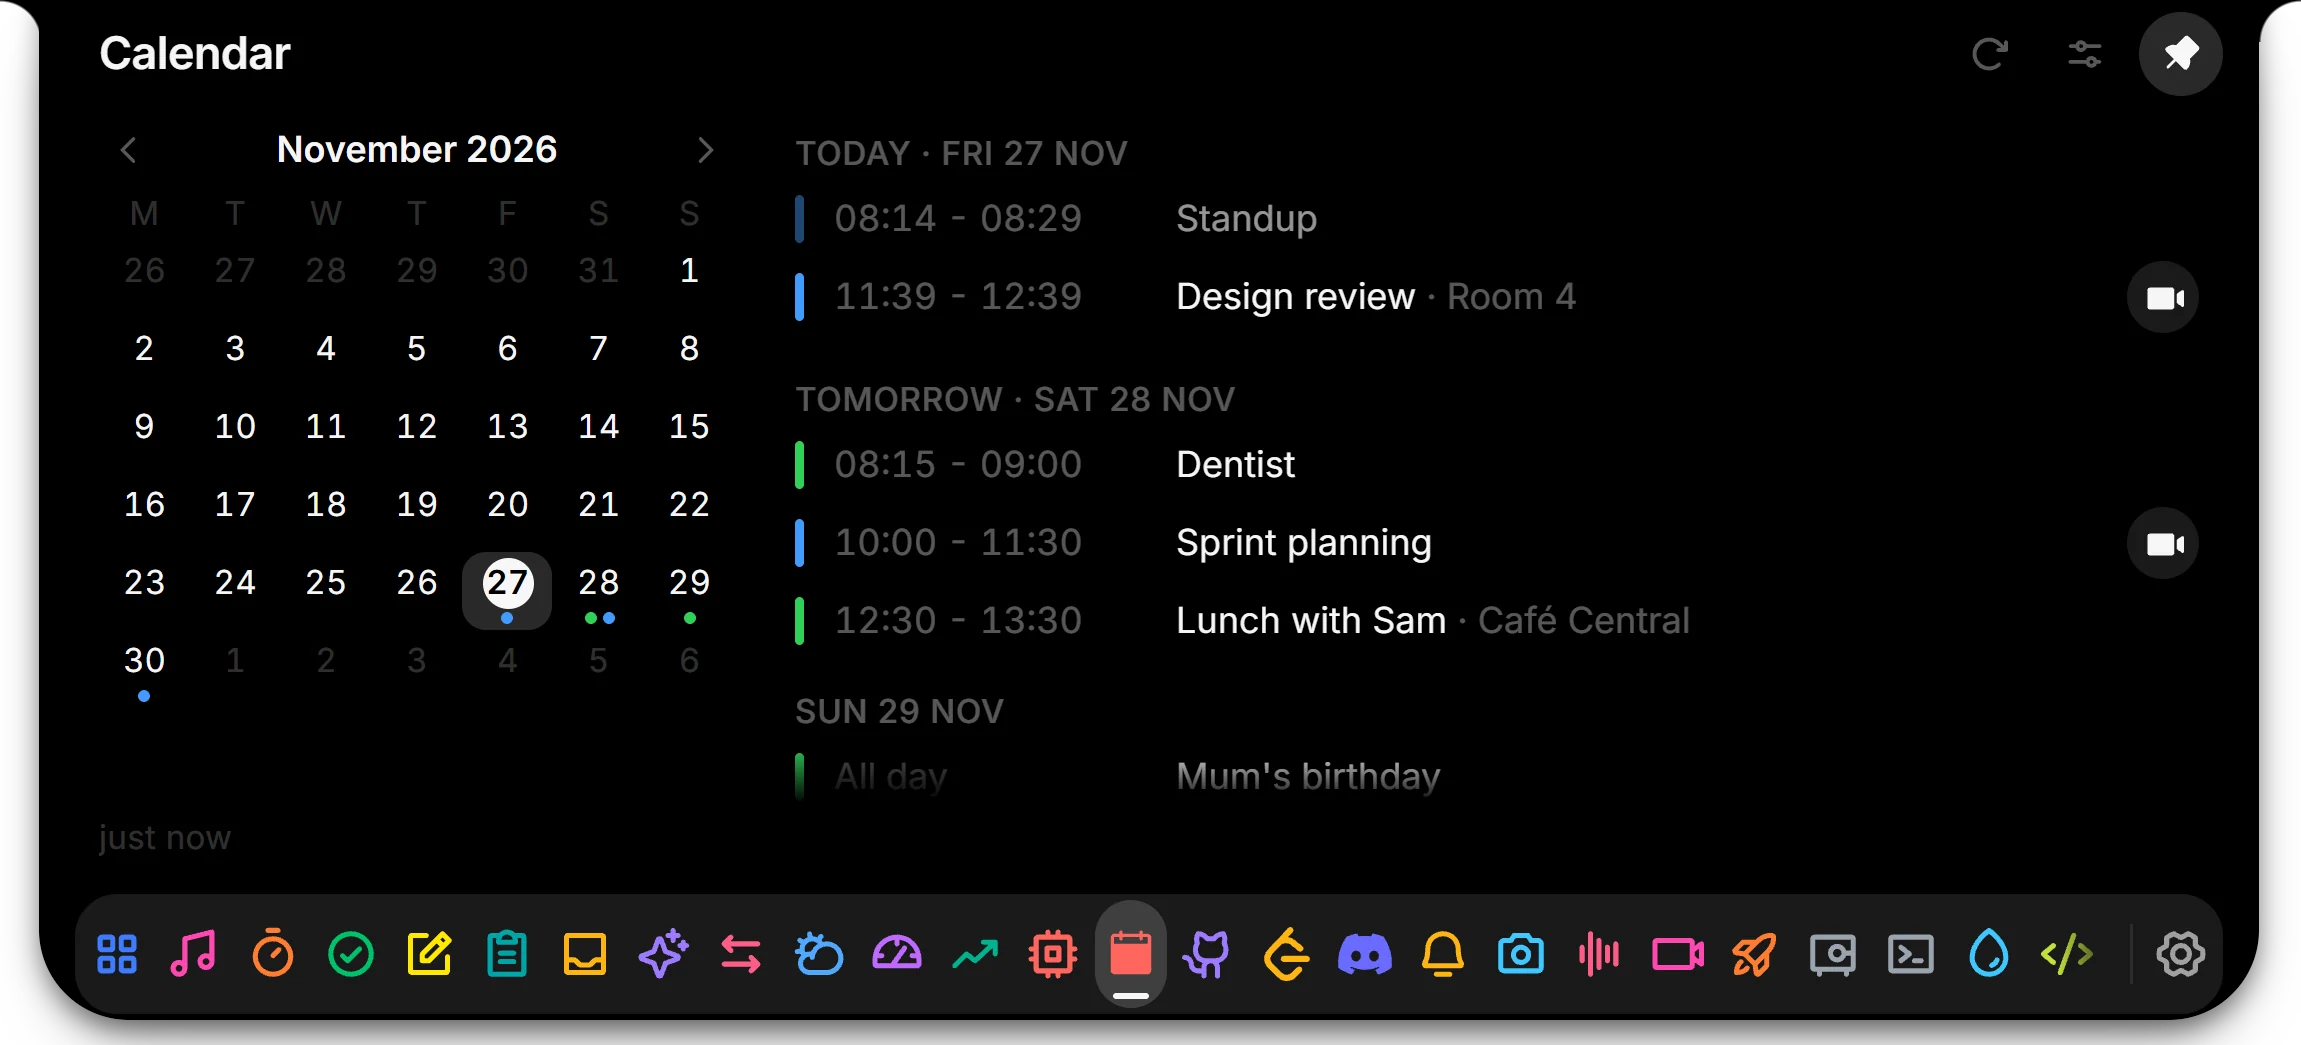 Calendar
November 2026
M T W T F S S
26 27 28 29 30 31 1
2 3 4 5 6 7 8
9 10 11 12 13 14 15
16 17 18 19 20 21 22
23 24 25 26 27 28 29
30 1 2 3 4 5 6
just now
TODAY · FRI 27 NOV
08:14 - 08:29 Standup
11:39 - 12:39 Design review · Room 4
TOMORROW · SAT 28 NOV
08:15 - 09:00 Dentist
10:00 - 11:30 Sprint planning
12:30 - 13:30 Lunch with Sam · Café Central
SUN 29 NOV
All day Mum's birthday